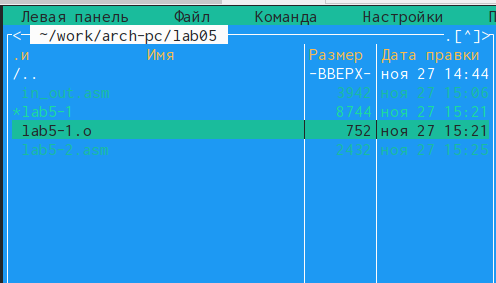 Левая панель Файл Команда Настройки П
<- ~/work/arch-pc/lab05 .[^]>
.и Имя Размер Дата правки
/.. -ВВЕРХ- ноя 27 14:44
in_out.asm 3942 ноя 27 15:06
*lab5-1 8744 ноя 27 15:21
lab5-1.o 752 ноя 27 15:21
lab5-2.asm 2432 ноя 27 15:25